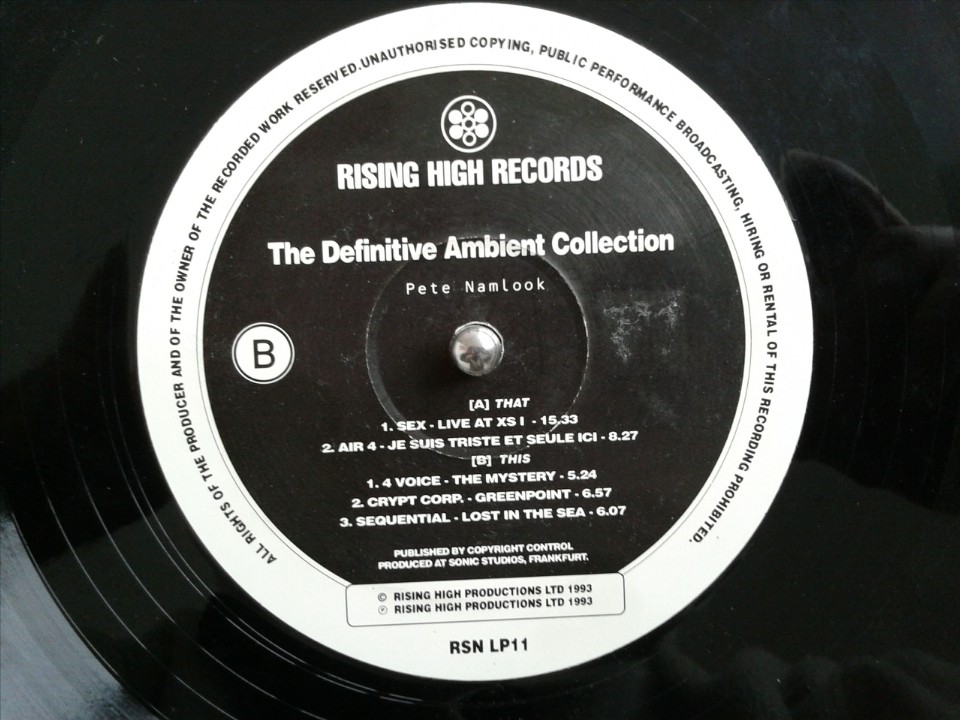 ALL RIGHTS OF THE PRODUCER AND OF THE OWNER OF THE RECORDED WORK RESERVED.UNAUTHORISED COPYING, PUBLIC PERFORMANCE BROADCASTING, HIRING OR RENTAL OF THIS RECORDING PROHIBITED.
RISING HIGH RECORDS
The Definitive Ambient Collection
Pete Namlook
B
[A] THAT
1. SEX - LIVE AT XS I - 15.33
2. AIR 4 - JE SUIS TRISTE ET SEULE ICI - 8.27
[B] THIS
1. 4 VOICE - THE MYSTERY - 5.24
2. CRYPT CORP. - GREENPOINT - 6.57
3. SEQUENTIAL - LOST IN THE SEA - 6.07
PUBLISHED BY COPYRIGHT CONTROL
PRODUCED AT SONIC STUDIOS, FRANKFURT.
© RISING HIGH PRODUCTIONS LTD 1993
℗ RISING HIGH PRODUCTIONS LTD 1993
RSN LP11